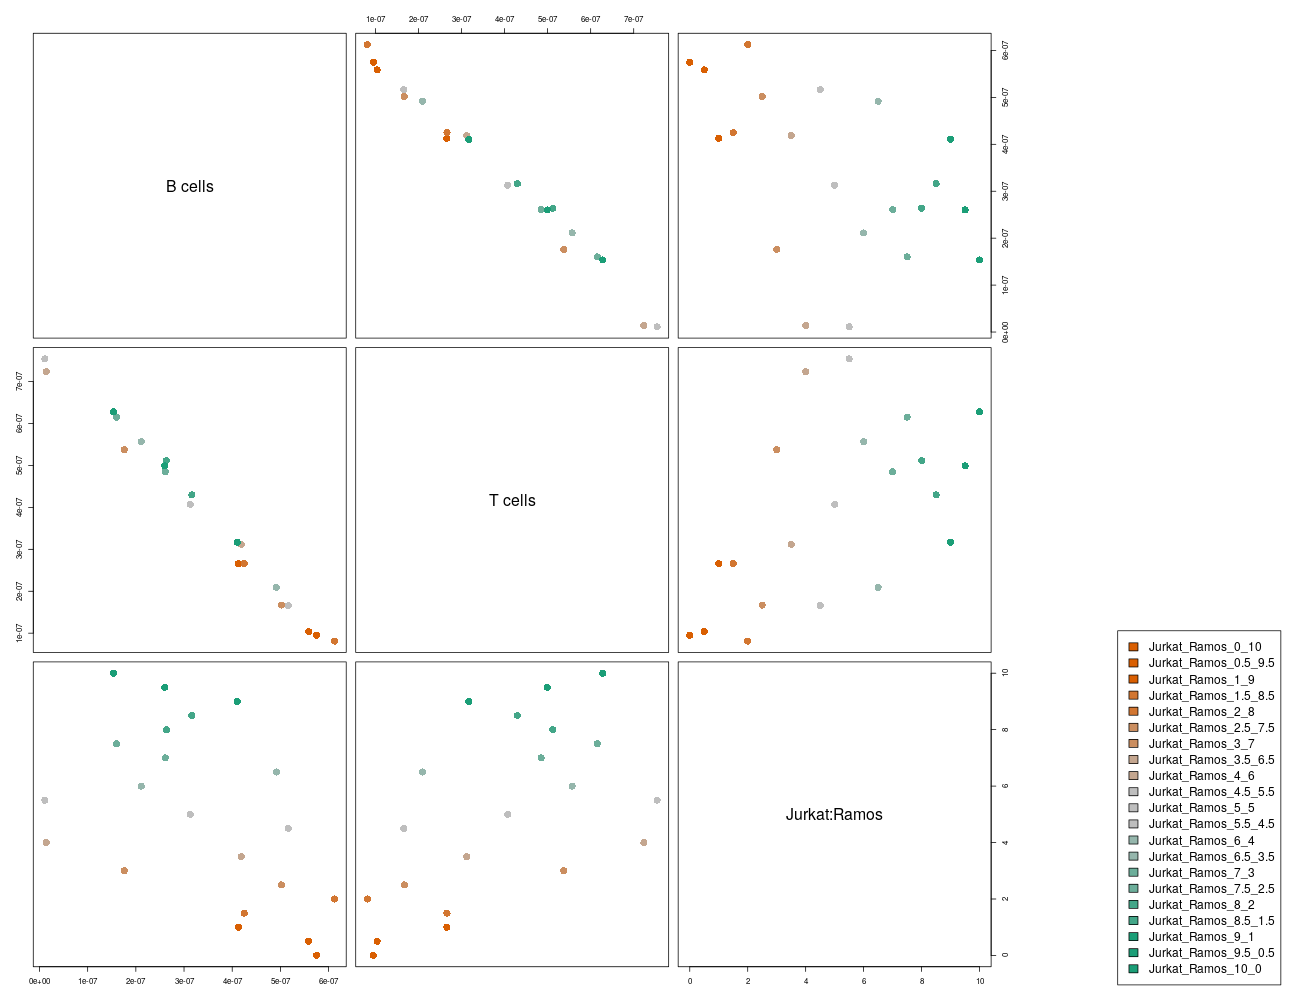 1e-07 2e-07 3e-07 4e-07 5e-07 6e-07 7e-07
B cells
0e+00 1e-07 2e-07 3e-07 4e-07 5e-07 6e-07
1e-07 2e-07 3e-07 4e-07 5e-07 6e-07 7e-07
T cells
Jurkat:Ramos
0 2 4 6 8 10
0e+00 1e-07 2e-07 3e-07 4e-07 5e-07 6e-07
0 2 4 6 8 10
Jurkat_Ramos_0_10
Jurkat_Ramos_0.5_9.5
Jurkat_Ramos_1_9
Jurkat_Ramos_1.5_8.5
Jurkat_Ramos_2_8
Jurkat_Ramos_2.5_7.5
Jurkat_Ramos_3_7
Jurkat_Ramos_3.5_6.5
Jurkat_Ramos_4_6
Jurkat_Ramos_4.5_5.5
Jurkat_Ramos_5_5
Jurkat_Ramos_5.5_4.5
Jurkat_Ramos_6_4
Jurkat_Ramos_6.5_3.5
Jurkat_Ramos_7_3
Jurkat_Ramos_7.5_2.5
Jurkat_Ramos_8_2
Jurkat_Ramos_8.5_1.5
Jurkat_Ramos_9_1
Jurkat_Ramos_9.5_0.5
Jurkat_Ramos_10_0